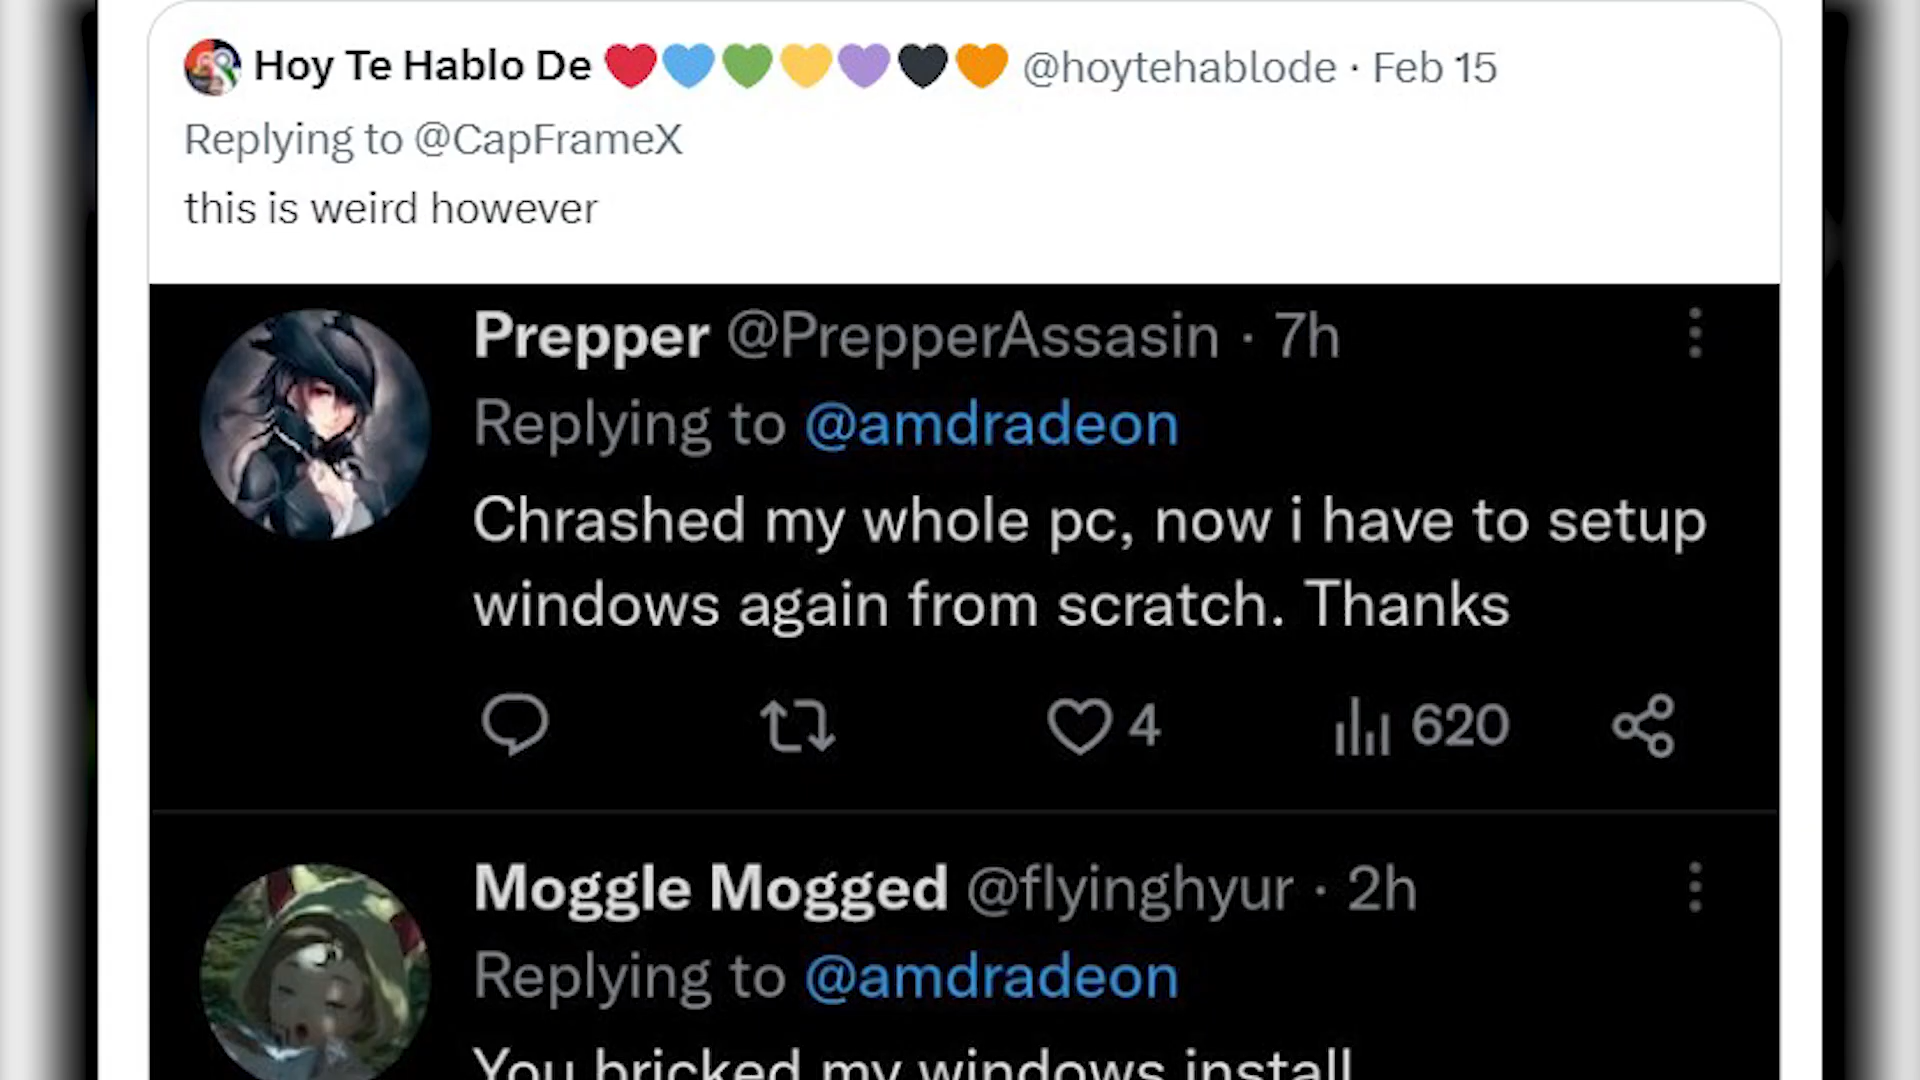 Hoy Te Hablo De ❤️💙💚💛💜🖤🧡 @hoytehablode · Feb 15
Replying to @CapFrameX
this is weird however
Prepper @PrepperAssasin · 7h
Replying to @amdradeon
Chrashed my whole pc, now i have to setup
windows again from scratch. Thanks
4 620
Moggle Mogged @flyinghyur · 2h
Replying to @amdradeon
You bricked my windows install